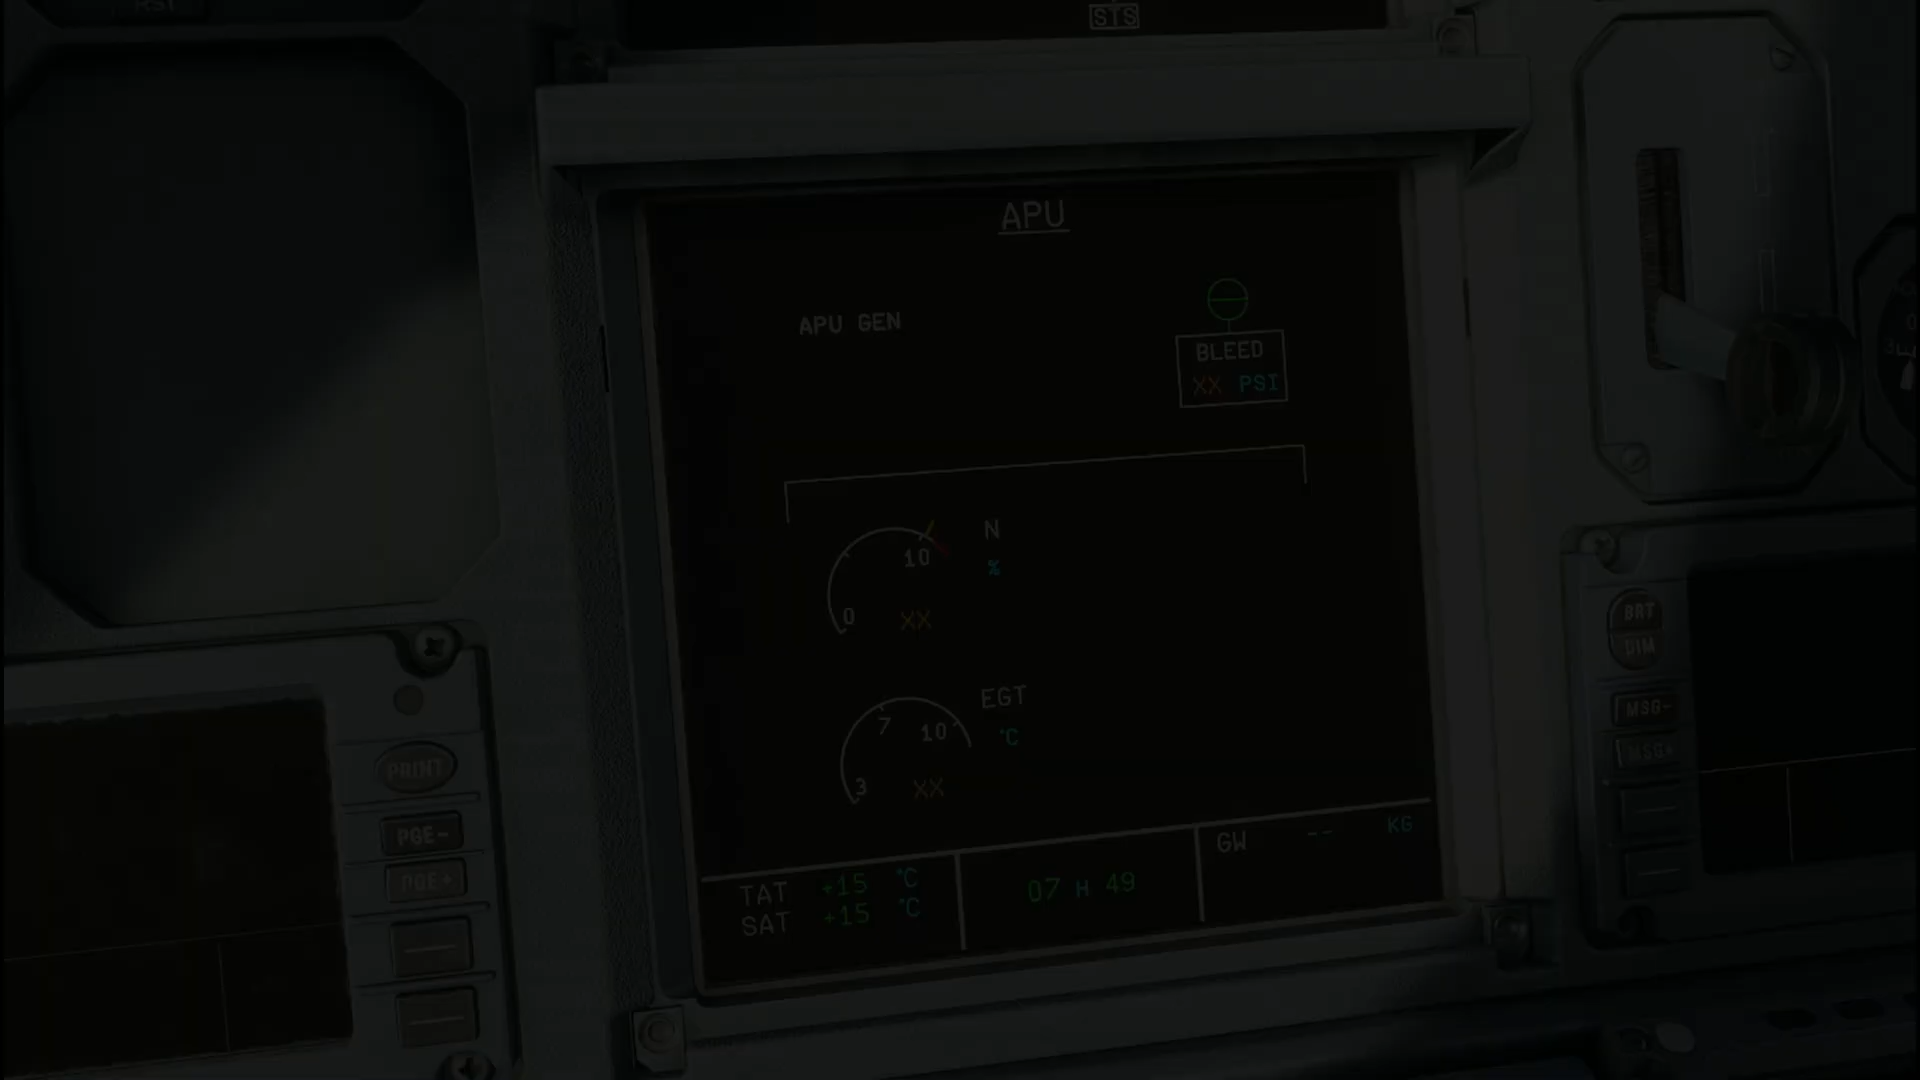 RST
STS
APU
APU GEN
BLEED
XX PSI
N
10
%
0
XX
EGT
7
10
°C
3
XX
TAT +15 °C
SAT +15 °C
07 H 49
GW -- KG
PRINT
PGE-
PGE+
BRT
DIM
MSG-
MSG+